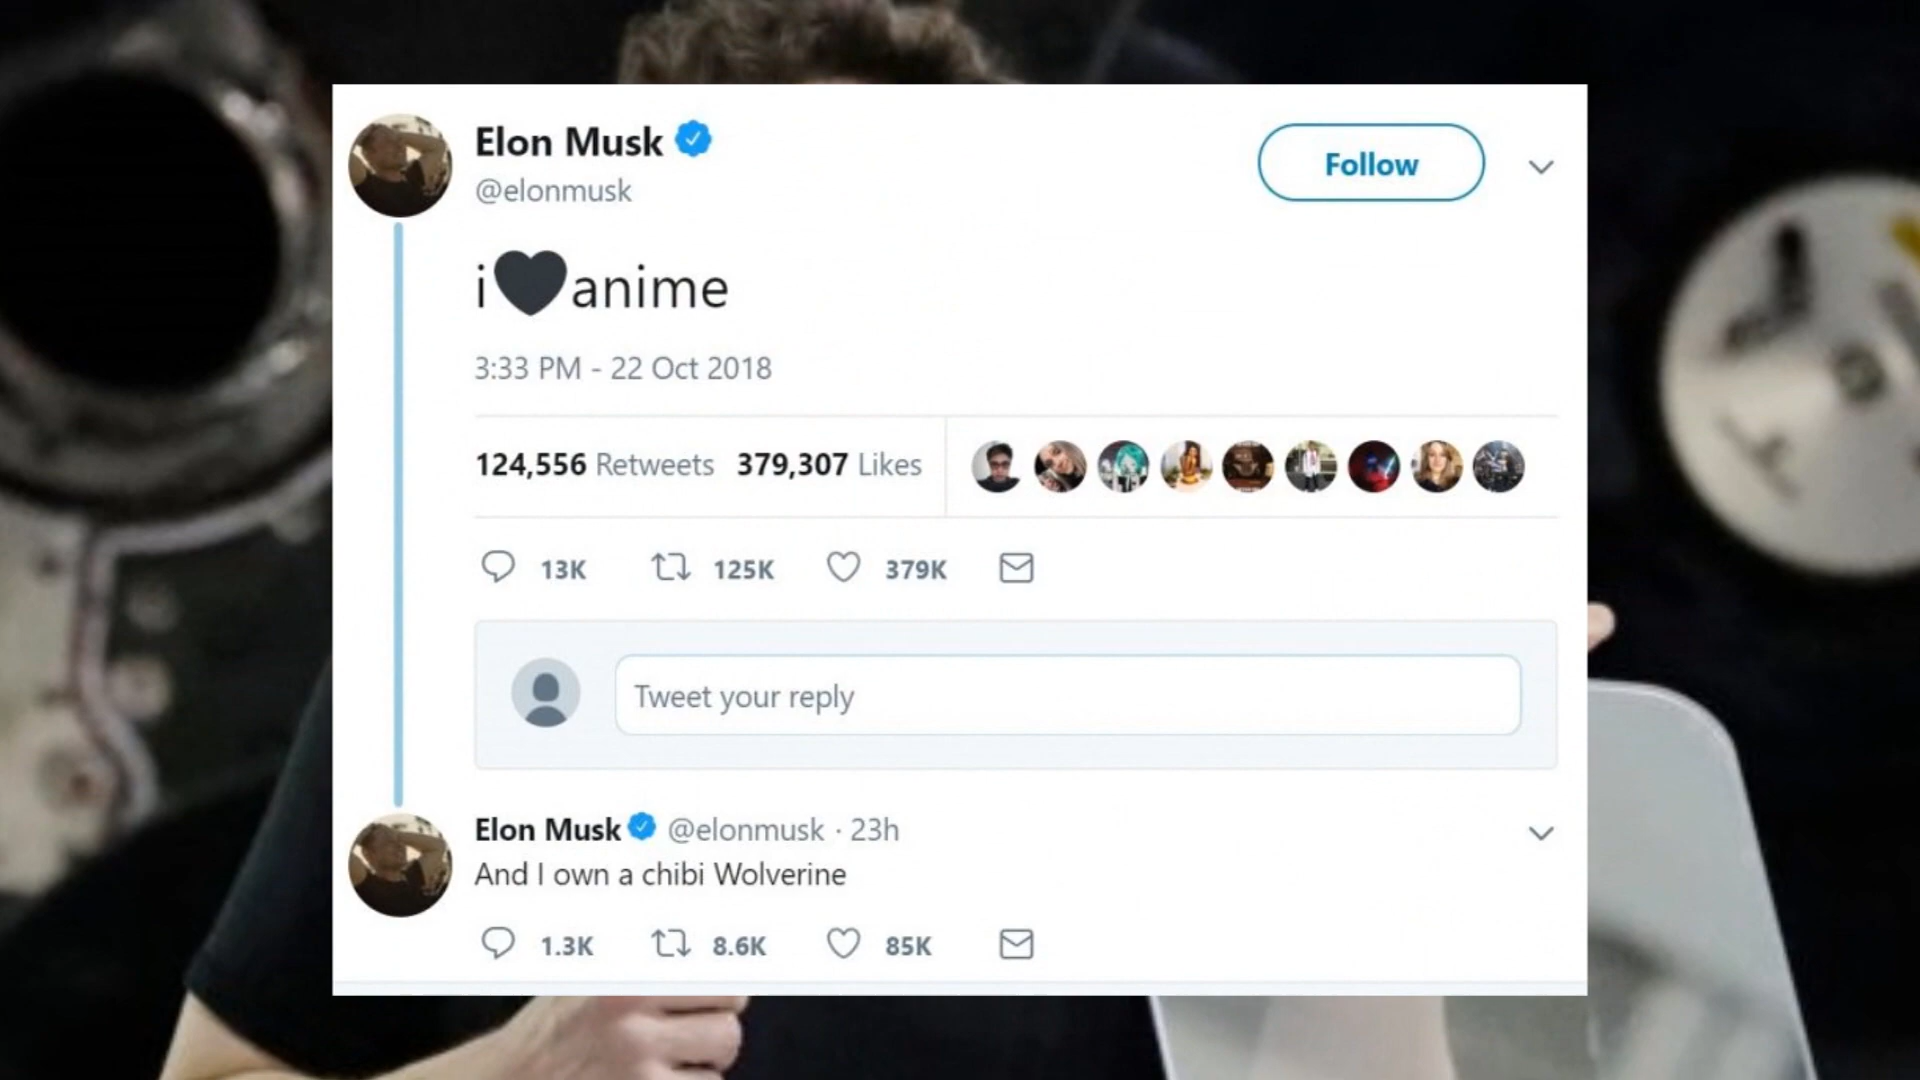 Elon Musk
@elonmusk
Follow
i🖤anime
3:33 PM - 22 Oct 2018
124,556 Retweets 379,307 Likes
13K 125K 379K
Tweet your reply
Elon Musk @elonmusk · 23h
And I own a chibi Wolverine
1.3K 8.6K 85K